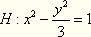 H : x² − y²/3 = 1